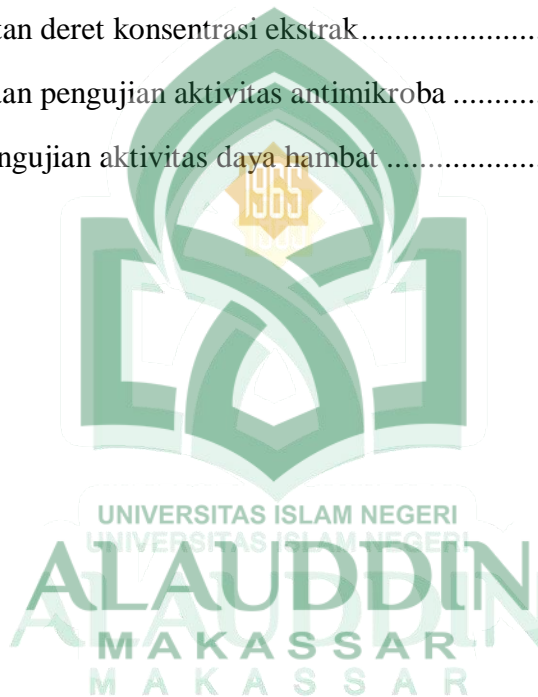 tan deret konsentrasi ekstrak......................
an pengujian aktivitas antimikroba ...........
ngujian aktivitas daya hambat ..................
1965
UNIVERSITAS ISLAM NEGERI
ALAUDDIN
MAKASSAR